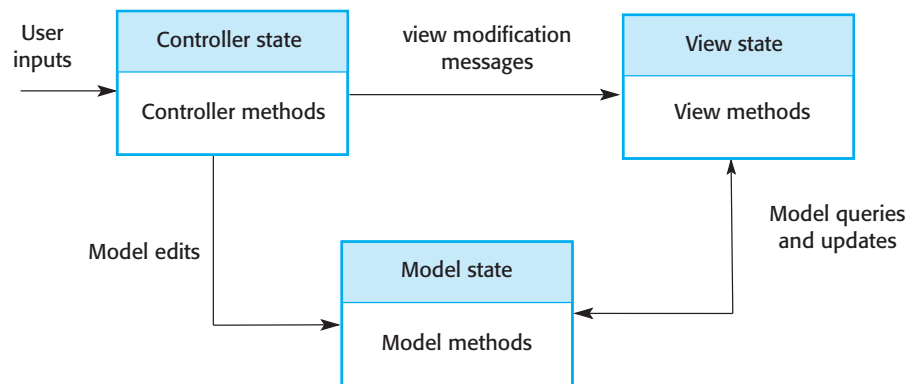 User
inputs
Controller state
Controller methods
view modification
messages
View state
View methods
Model edits
Model state
Model methods
Model queries
and updates